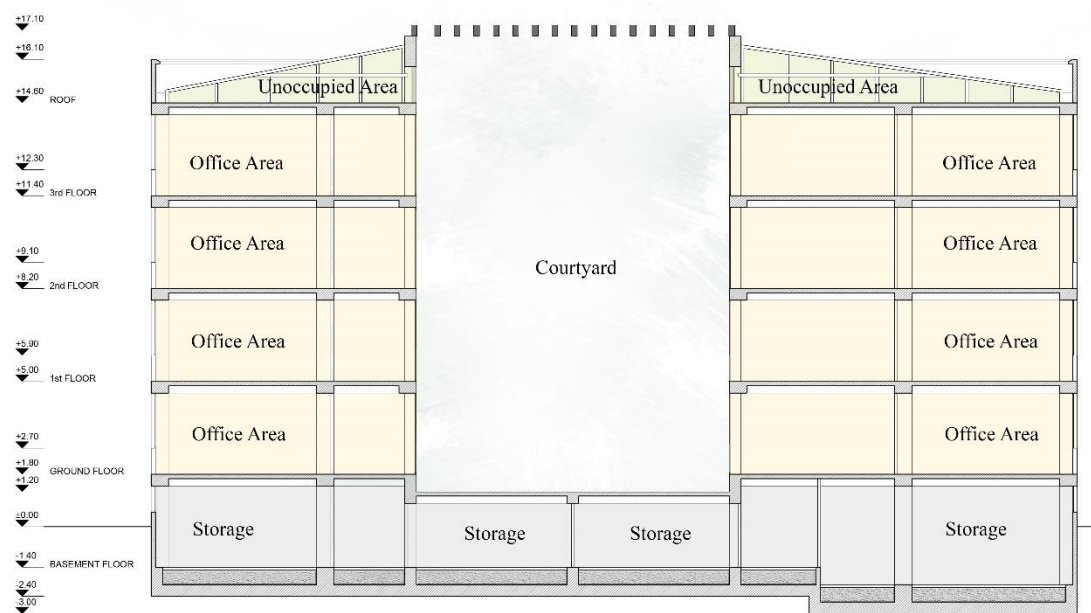 +17.10
+16.10
+14.60 ROOF
Unoccupied Area Unoccupied Area
+12.30
Office Area Office Area
+11.40 3rd FLOOR
+9.10
Office Area Office Area
Courtyard
+8.20 2nd FLOOR
+5.90
Office Area Office Area
+5.00 1st FLOOR
+2.70
Office Area Office Area
+1.80 GROUND FLOOR
+1.20
±0.00
Storage Storage Storage Storage
-1.40 BASEMENT FLOOR
-2.40
-3.00